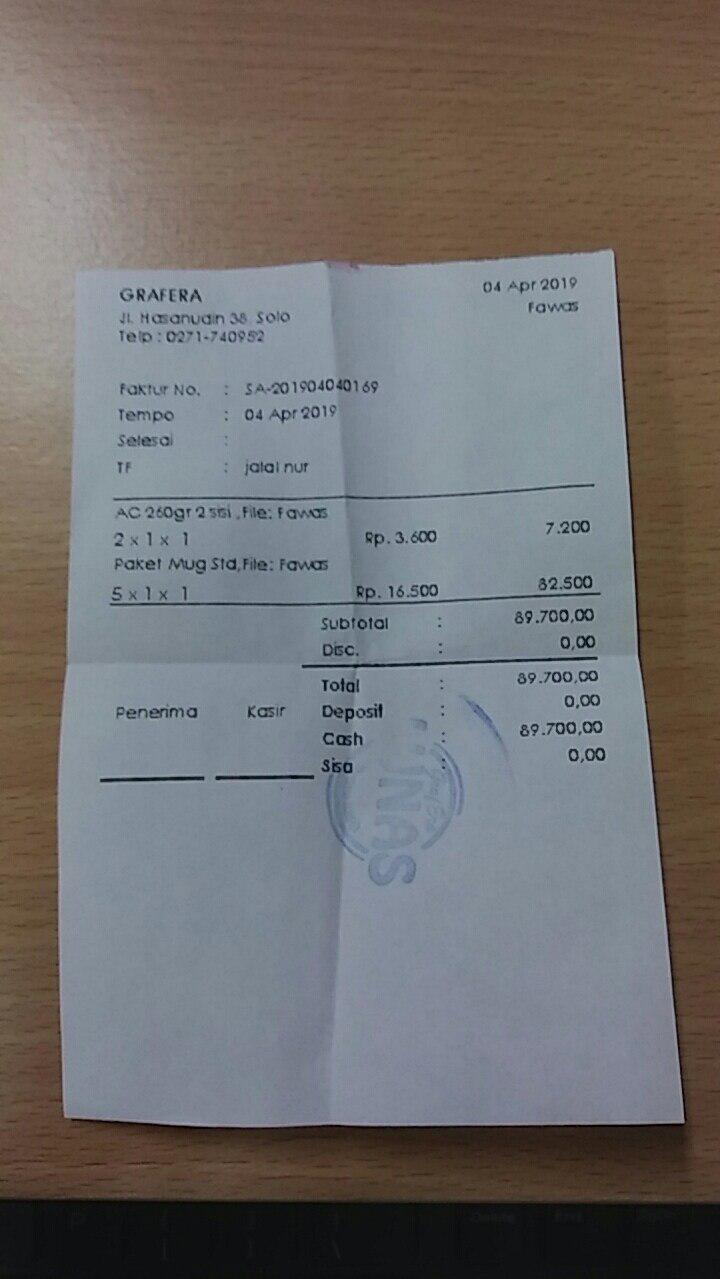 GRAFERA
04 Apr 2019
Jl. Hasanudin 38. Solo
Fawas
Telp : 0271-740952
Faktur No. : SA-201904040169
Tempo : 04 Apr 2019
Selesai :
TF : jalal nur
AC 260gr 2 sisi ,File: Fawas
2 x 1 x 1 Rp. 3.600 7.200
Paket Mug Std,File: Fawas
5 x 1 x 1 Rp. 16.500 82.500
Subtotal : 89.700,00
Disc. : 0,00
Total : 89.700,00
Penerima Kasir Deposit : 0,00
Cash : 89.700,00
Sisa : 0,00